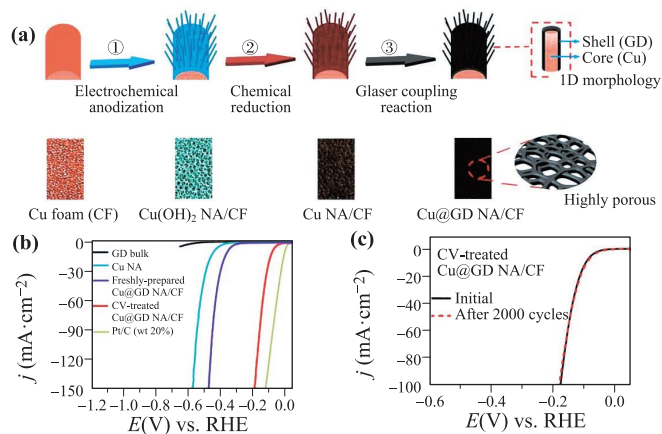 (a)
①
②
③
Electrochemical
anodization
Chemical
reduction
Glaser coupling
reaction
Shell (GD)
Core (Cu)
1D morphology
Cu foam (CF)
Cu(OH)₂ NA/CF
Cu NA/CF
Cu@GD NA/CF
Highly porous
(b)
GD bulk
Cu NA
Freshly-prepared
Cu@GD NA/CF
CV-treated
Cu@GD NA/CF
Pt/C (wt 20%)
j (mA·cm⁻²)
0
−30
−60
−90
−120
−150
−1.2 −1.0 −0.8 −0.6 −0.4 −0.2 0.0
E(V) vs. RHE
(c)
CV-treated
Cu@GD NA/CF
Initial
After 2000 cycles
j (mA·cm⁻²)
0
−20
−40
−60
−80
−100
−0.6 −0.4 −0.2 0.0
E(V) vs. RHE